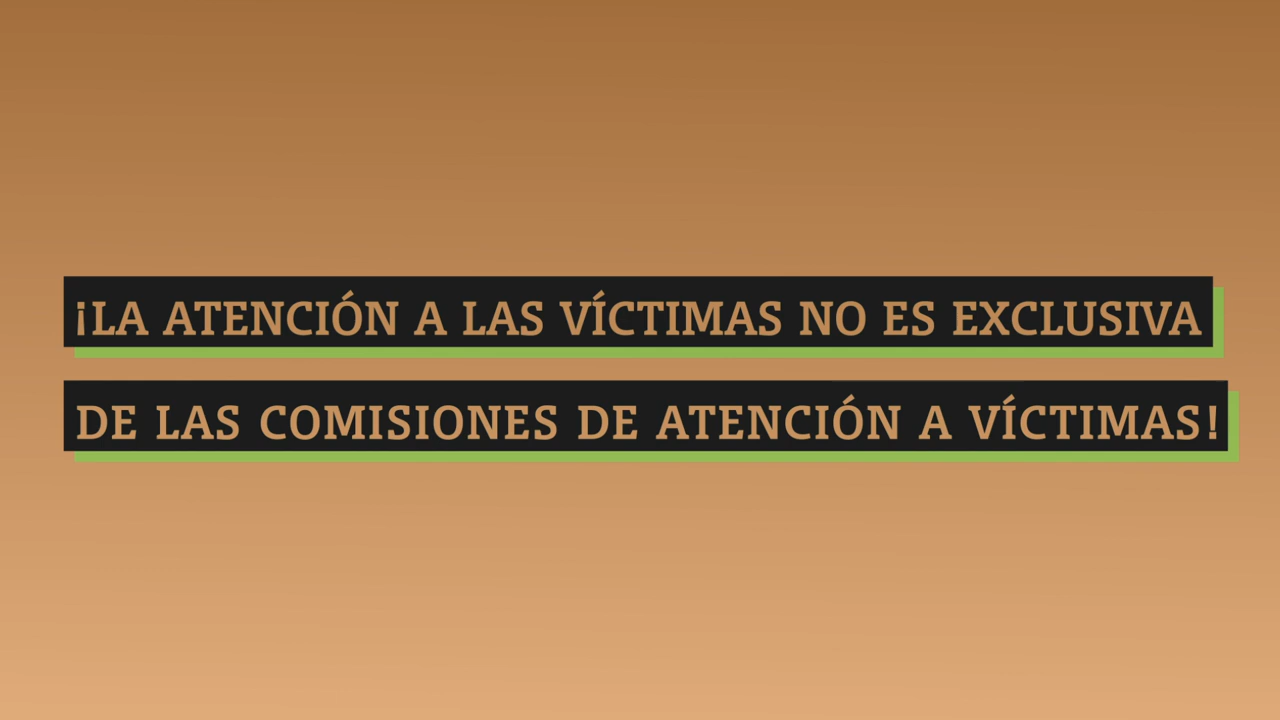 ¡LA ATENCIÓN A LAS VÍCTIMAS NO ES EXCLUSIVA
DE LAS COMISIONES DE ATENCIÓN A VÍCTIMAS!